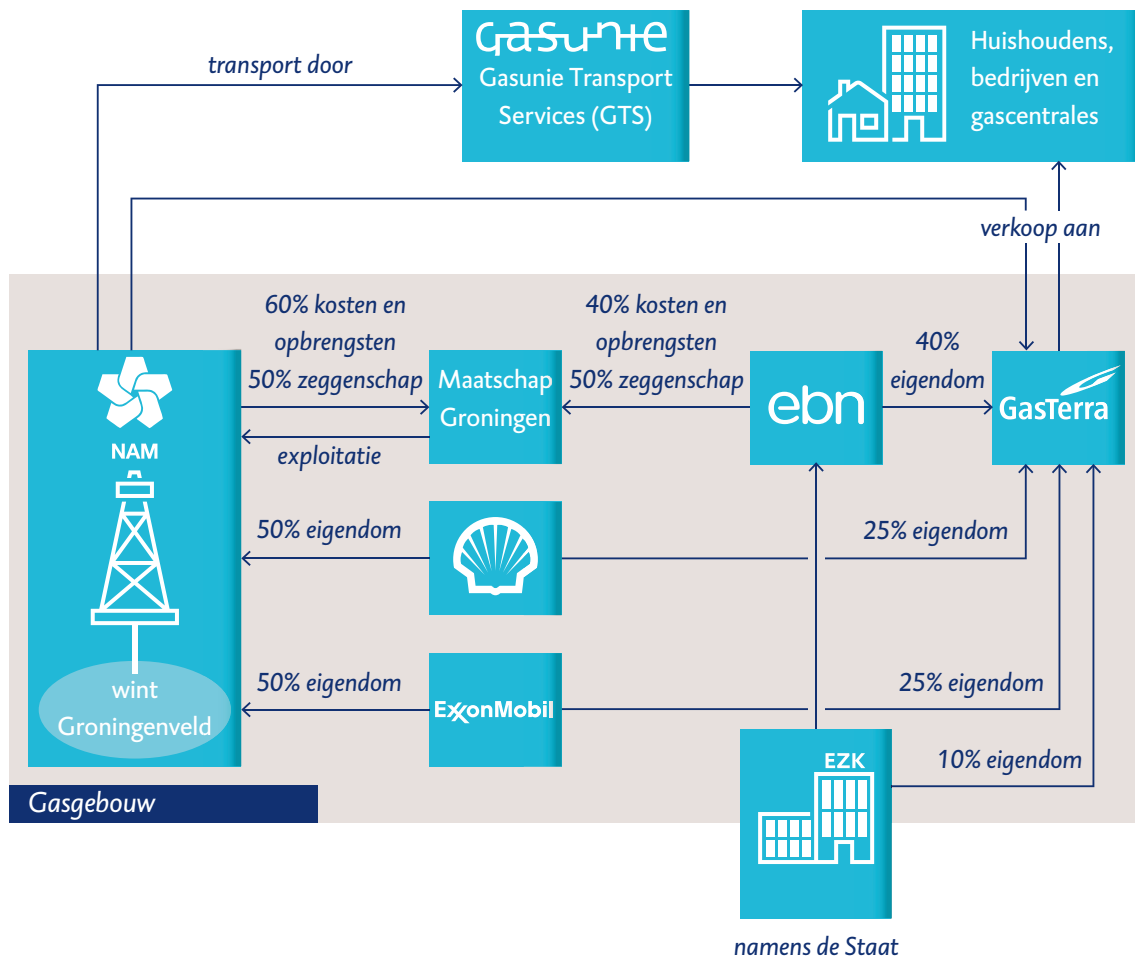 gasunie
Gasunie Transport
Services (GTS)
Huishoudens,
bedrijven en
gascentrales
transport door
verkoop aan
60% kosten en
opbrengsten
50% zeggenschap
40% kosten en
opbrengsten
50% zeggenschap
40%
eigendom
NAM
Maatschap
Groningen
ebn
GasTerra
exploitatie
50% eigendom
25% eigendom
wint
Groningenveld
50% eigendom
ExxonMobil
25% eigendom
EZK
10% eigendom
Gasgebouw
namens de Staat